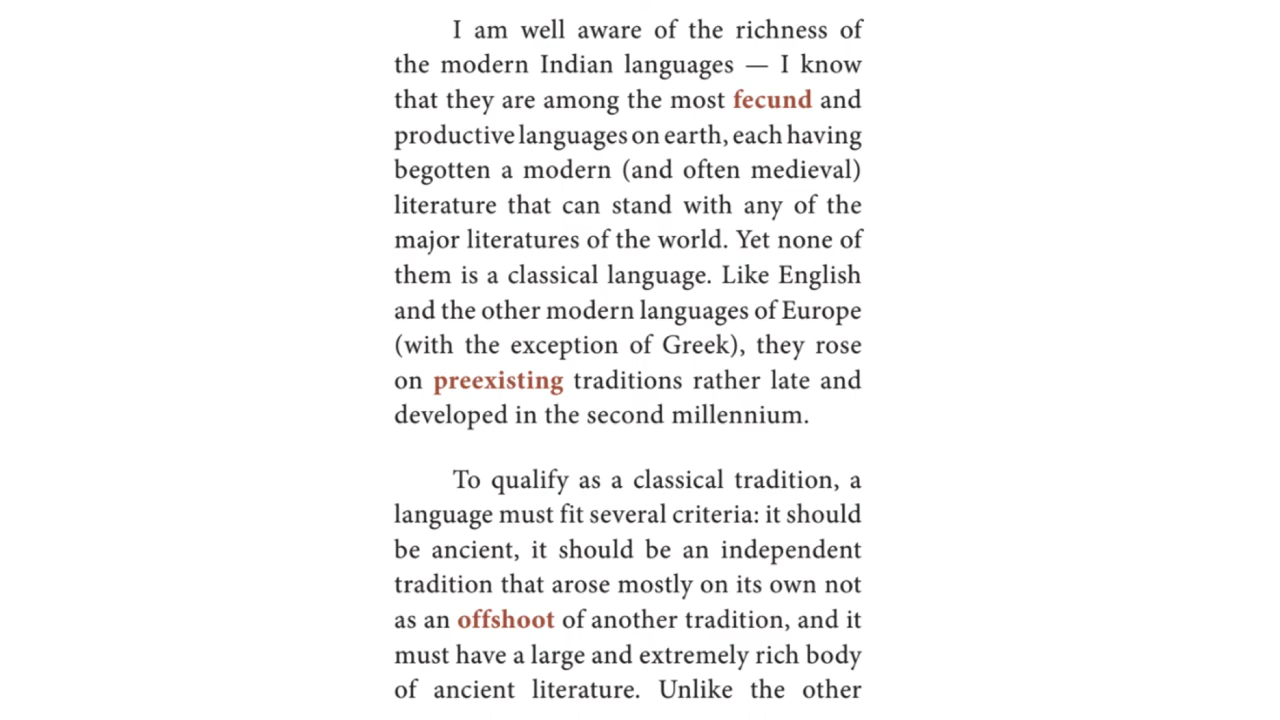 I am well aware of the richness of
the modern Indian languages — I know
that they are among the most fecund and
productive languages on earth, each having
begotten a modern (and often medieval)
literature that can stand with any of the
major literatures of the world. Yet none of
them is a classical language. Like English
and the other modern languages of Europe
(with the exception of Greek), they rose
on preexisting traditions rather late and
developed in the second millennium.
To qualify as a classical tradition, a
language must fit several criteria: it should
be ancient, it should be an independent
tradition that arose mostly on its own not
as an offshoot of another tradition, and it
must have a large and extremely rich body
of ancient literature. Unlike the other